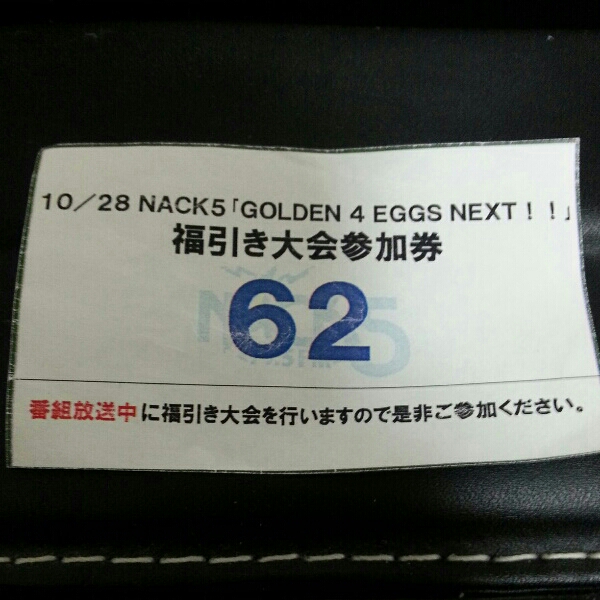 10／28 NACK5「GOLDEN 4 EGGS NEXT！！」
福引き大会参加券
62
NACK5
番組放送中に福引き大会を行いますので是非ご参加ください。